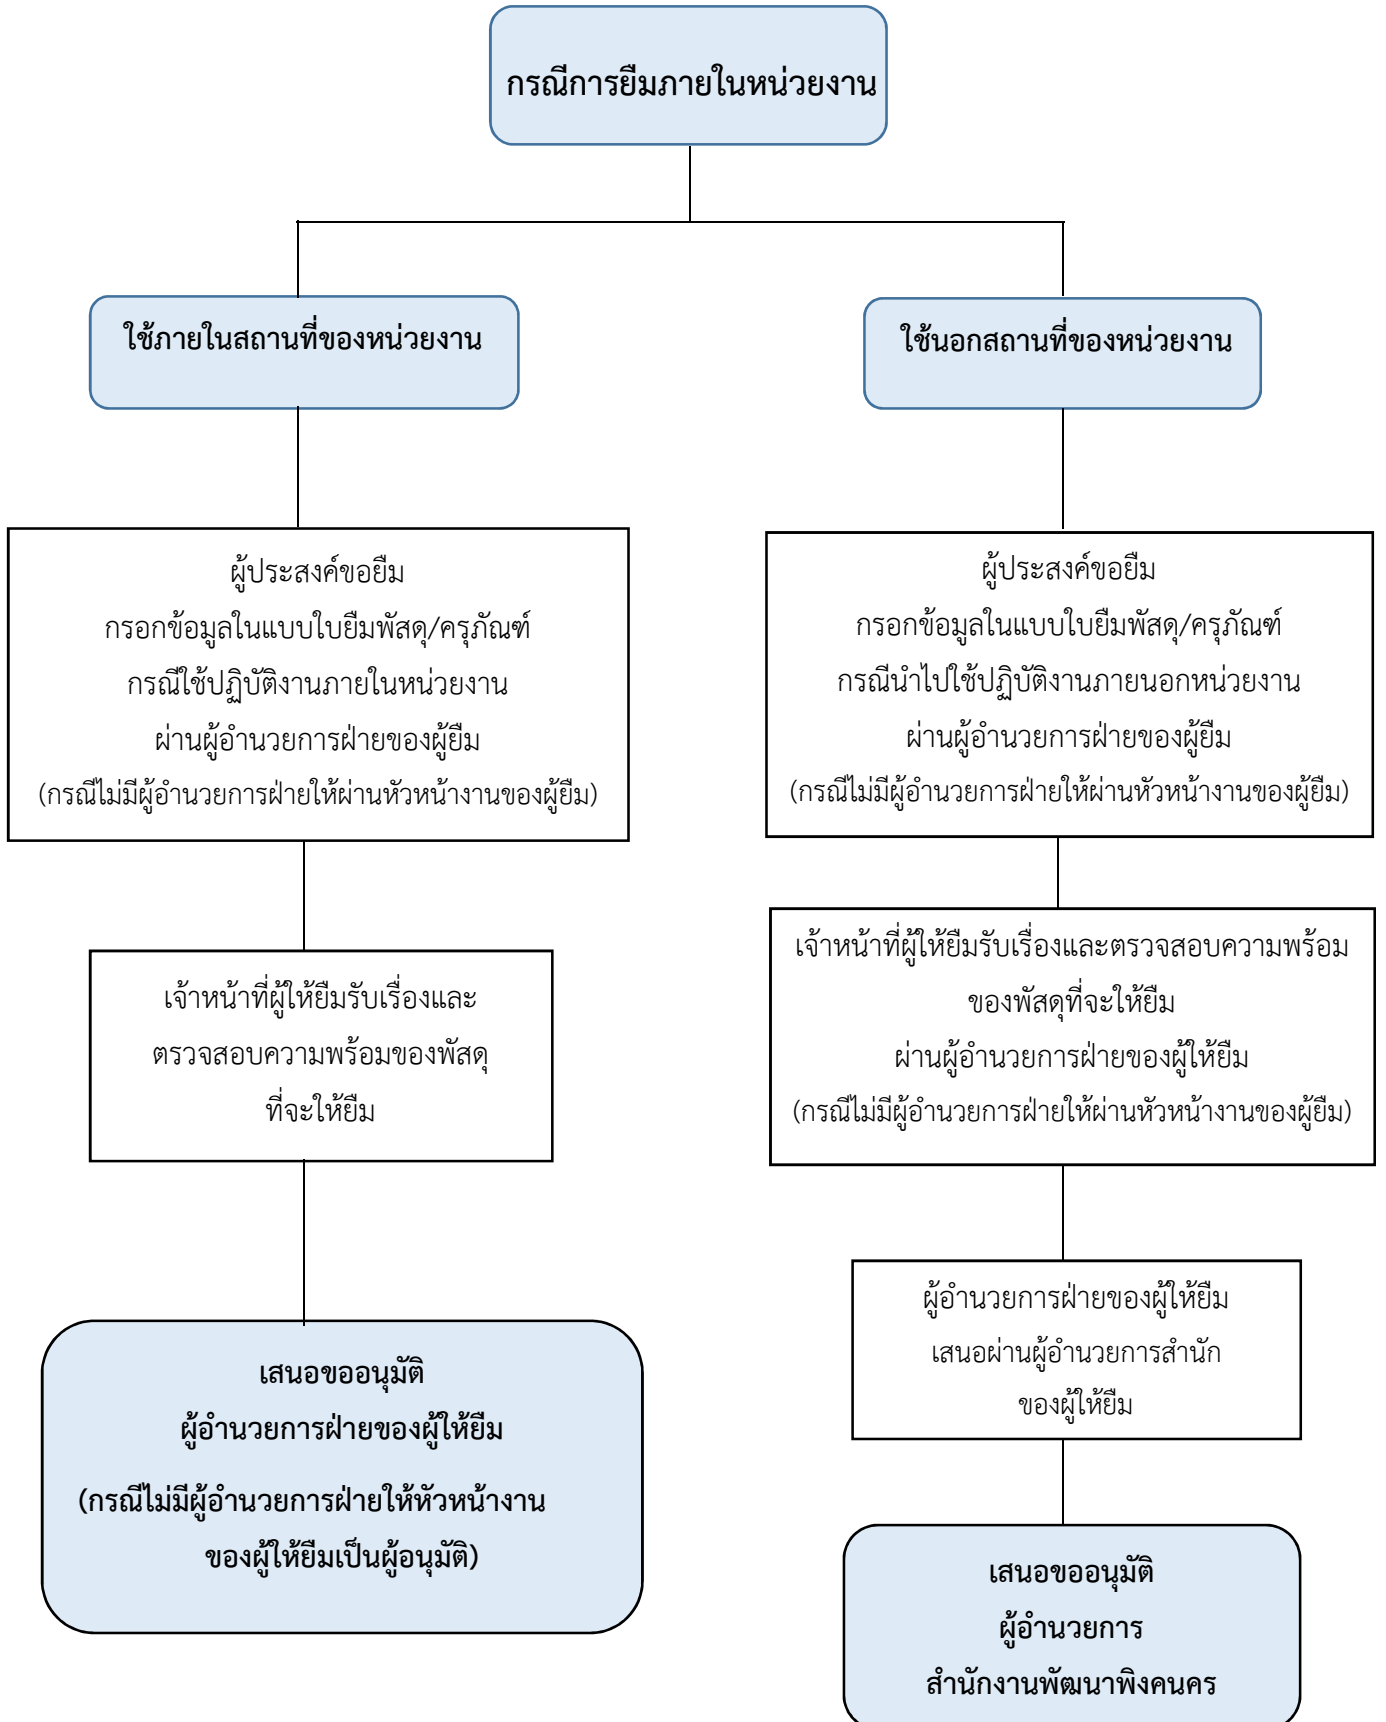 กรณีการยืมภายในหน่วยงาน
ใช้ภายในสถานที่ของหน่วยงาน
ใช้นอกสถานที่ของหน่วยงาน
ผู้ประสงค์ขอยืม
กรอกข้อมูลในแบบใบยืมพัสดุ/ครุภัณฑ์
กรณีใช้ปฏิบัติงานภายในหน่วยงาน
ผ่านผู้อำนวยการฝ่ายของผู้ยืม
(กรณีไม่มีผู้อำนวยการฝ่ายให้ผ่านหัวหน้างานของผู้ยืม)
ผู้ประสงค์ขอยืม
กรอกข้อมูลในแบบใบยืมพัสดุ/ครุภัณฑ์
กรณีนำไปใช้ปฏิบัติงานภายนอกหน่วยงาน
ผ่านผู้อำนวยการฝ่ายของผู้ยืม
(กรณีไม่มีผู้อำนวยการฝ่ายให้ผ่านหัวหน้างานของผู้ยืม)
เจ้าหน้าที่ผู้ให้ยืมรับเรื่องและ
ตรวจสอบความพร้อมของพัสดุ
ที่จะให้ยืม
เจ้าหน้าที่ผู้ให้ยืมรับเรื่องและตรวจสอบความพร้อม
ของพัสดุที่จะให้ยืม
ผ่านผู้อำนวยการฝ่ายของผู้ให้ยืม
(กรณีไม่มีผู้อำนวยการฝ่ายให้ผ่านหัวหน้างานของผู้ยืม)
ผู้อำนวยการฝ่ายของผู้ให้ยืม
เสนอผ่านผู้อำนวยการสำนัก
ของผู้ให้ยืม
เสนอขออนุมัติ
ผู้อำนวยการฝ่ายของผู้ให้ยืม
(กรณีไม่มีผู้อำนวยการฝ่ายให้หัวหน้างาน
ของผู้ให้ยืมเป็นผู้อนุมัติ)
เสนอขออนุมัติ
ผู้อำนวยการ
สำนักงานพัฒนาพิงคนคร